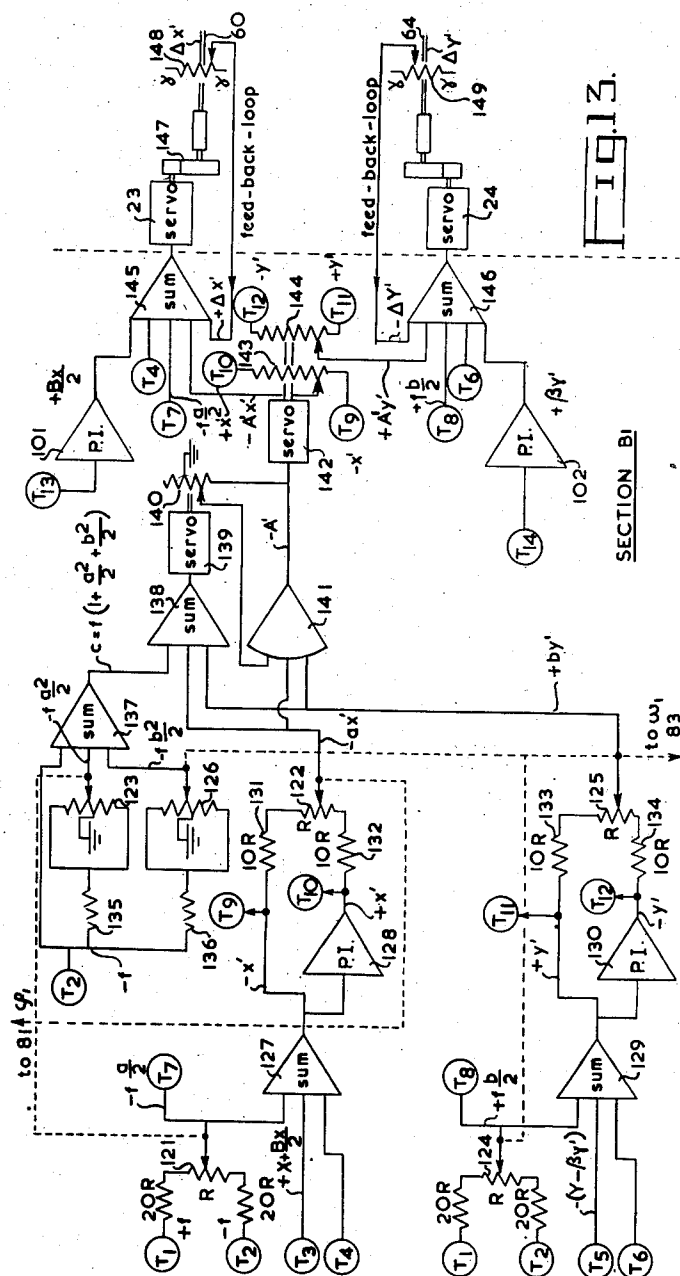 to 81 φ₁
T₁
20R
+f
121
R
20R
-f
T₂
-f a/2
T₇
T₃
+X+Bx/2
T₄
127
sum
-x'
T₉
P.I.
128
+x'
T₁₀
10R
131
10R
132
R
122
-ax'
T₂
-f
135
136
123
126
-f a²/2
-f b²/2
137
sum
c=f(1+a²/2+b²/2)
138
sum
139
servo
140
141
-A'
T₁
20R
124
R
20R
T₂
+f b/2
T₈
T₅
-(Y-βy')
T₆
129
sum
+y'
T₁₁
P.I.
130
-y'
T₁₂
10R
133
10R
134
R
125
+by'
to ω₁
83
T₁₃
101
P.I.
+Bx/2
T₄
T₇
-f a/2
T₁₀
+x'
-A'x'
+Δx'
145
sum
142
servo
143
144
T₁₂
-y'
T₁₁
+y'
T₉
-x'
+A'y'
-ΔY'
T₈
+f b/2
T₆
146
sum
T₁₄
102
P.I.
+βy'
23
servo
147
148
γ
γ
Δx'
60
feed-back-loop
24
servo
149
γ
γ
ΔY'
64
feed-back-loop
SECTION B1
Fig.13.